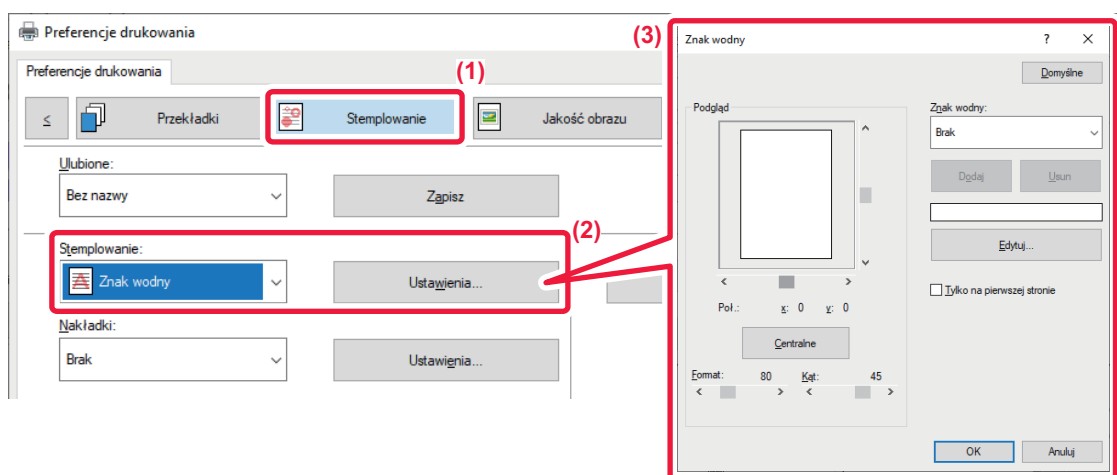 Preferencje drukowania
Preferencje drukowania
(1)
<
Przekładki
Stemplowanie
Jakość obrazu
Ulubione:
Bez nazwy
Zapisz
(2)
Stemplowanie:
Znak wodny
Ustawienia...
Nakładki:
Brak
Ustawienia...
(3)
Znak wodny
?
Domyślne
Podgląd
Znak wodny:
Brak
Dodaj
Usun
Edytuj...
Tylko na pierwszej stronie
Poł.: x: 0 y: 0
Centralne
Format: 80 Kąt: 45
OK
Anuluj